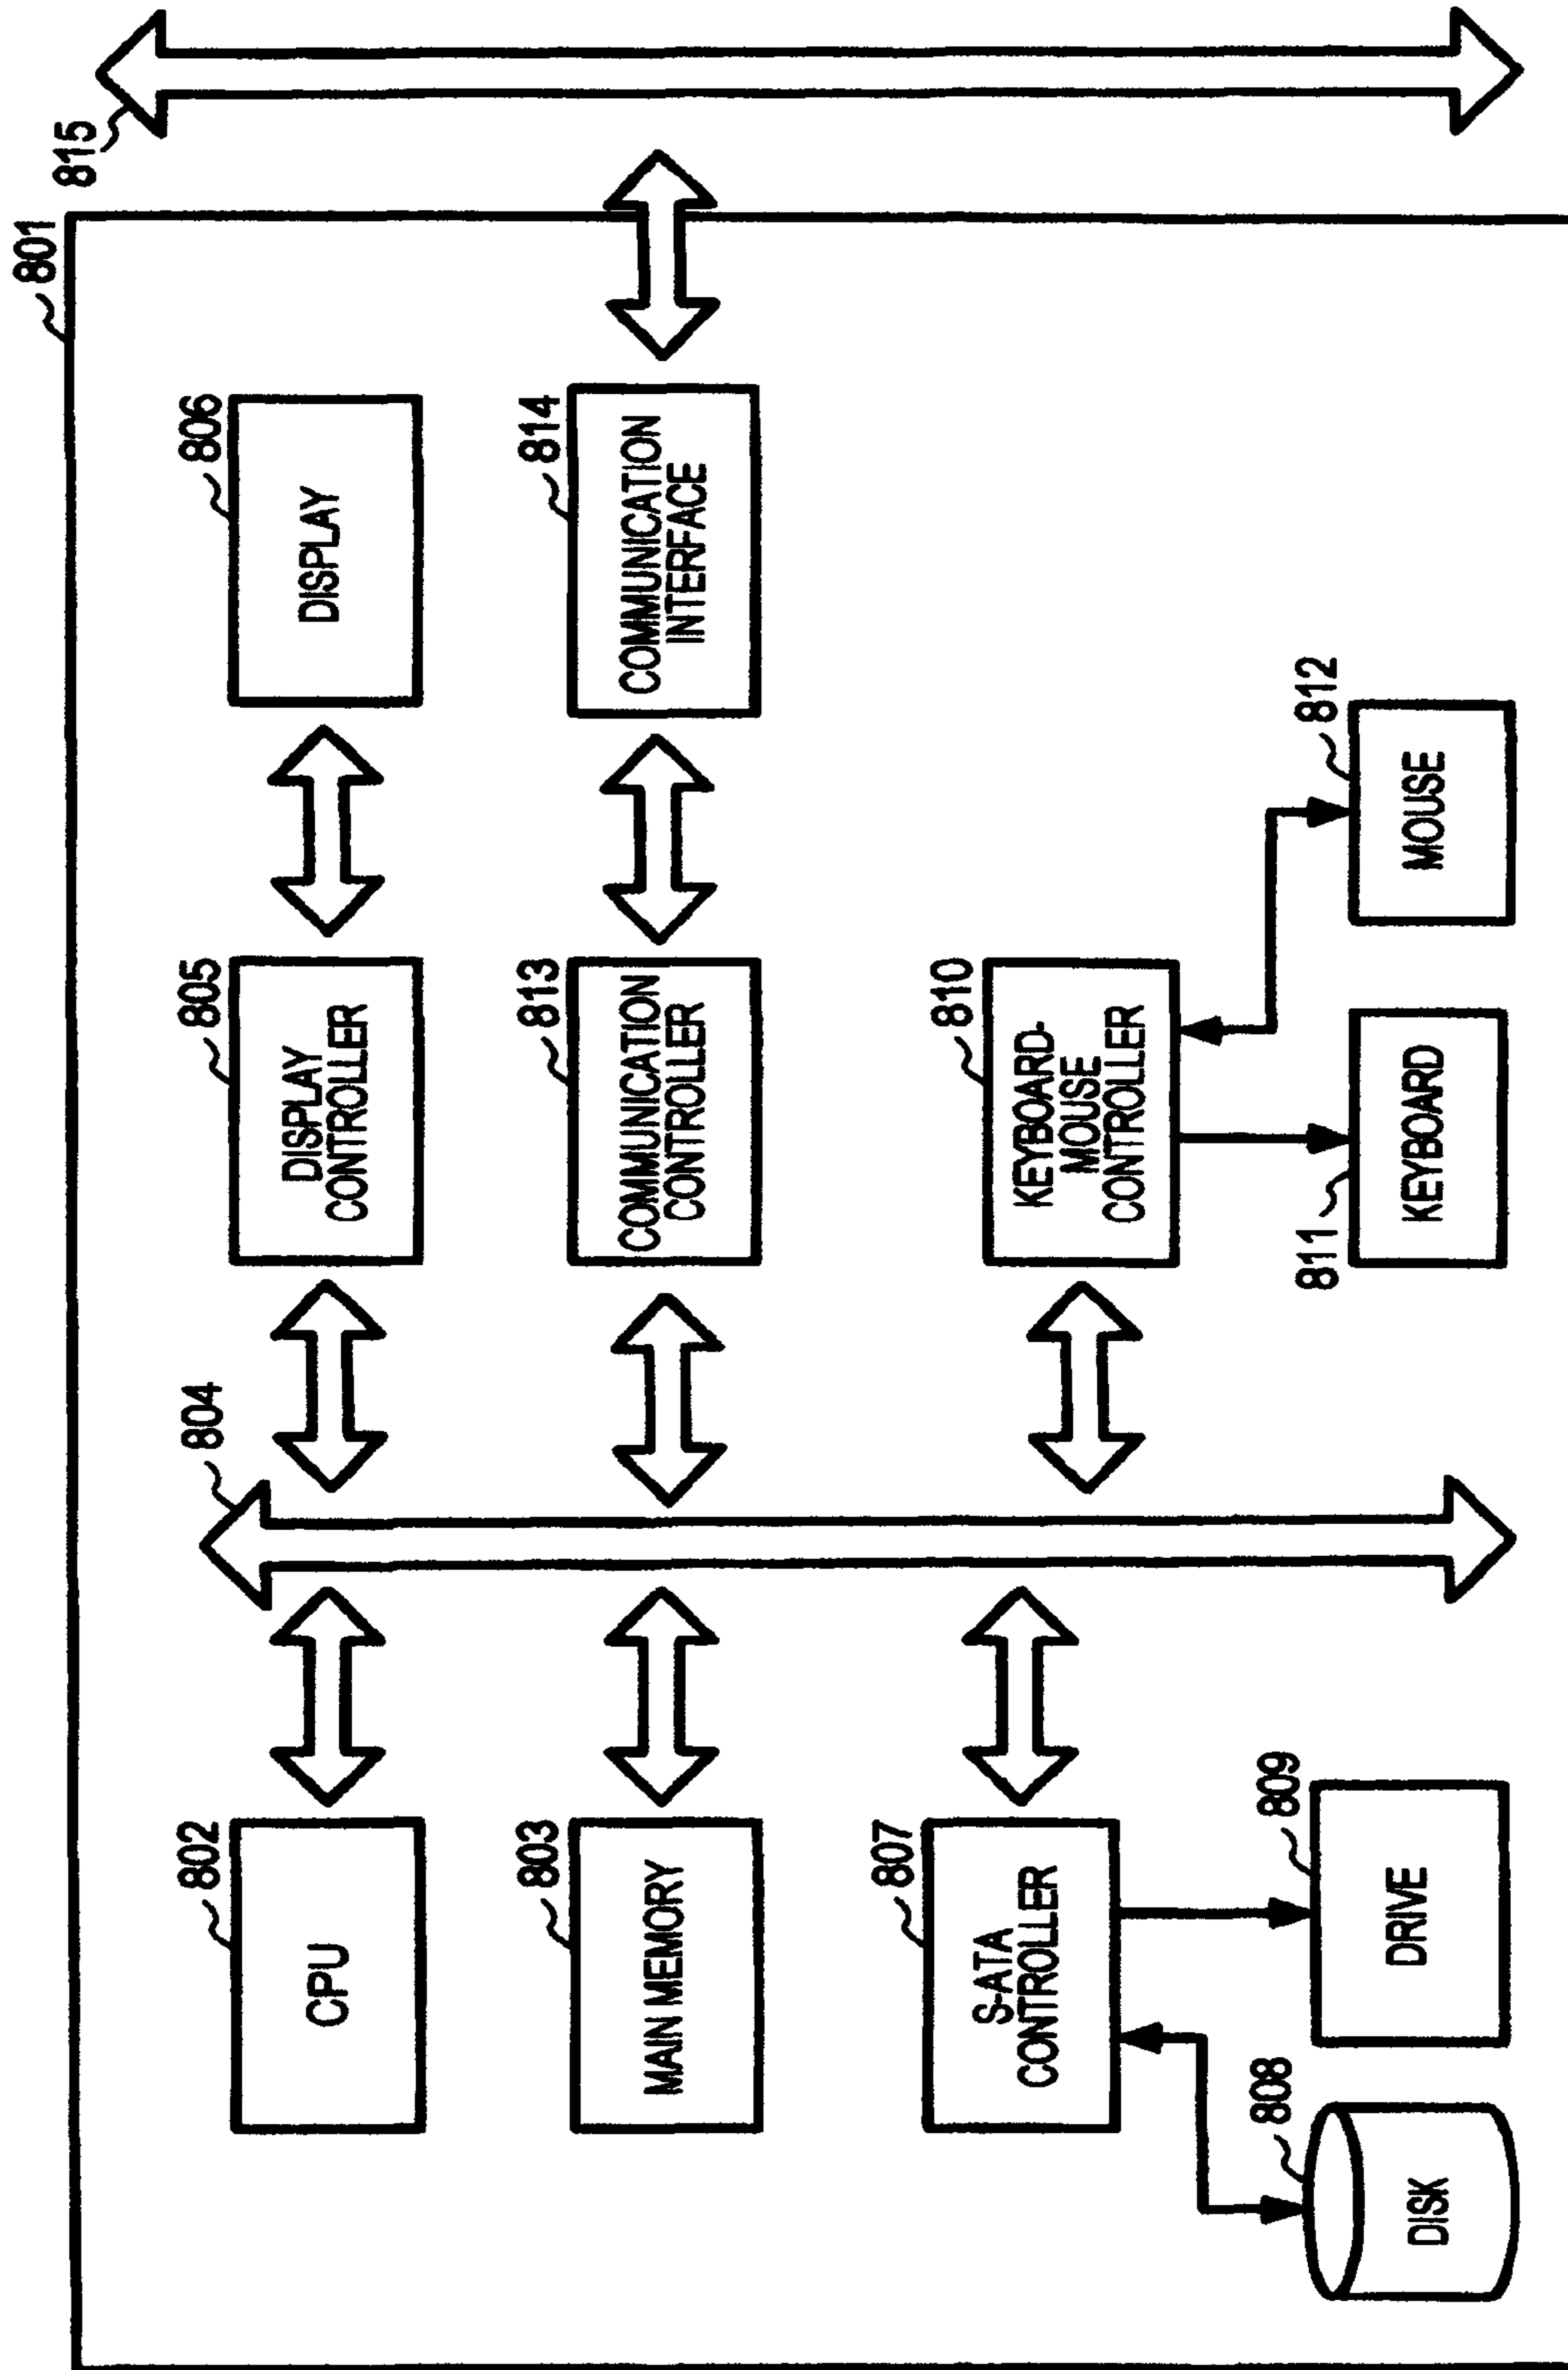 801
815
802
CPU
804
805
DISPLAY
CONTROLLER
806
DISPLAY
803
MAIN MEMORY
813
COMMUNICATION
CONTROLLER
814
COMMUNICATION
INTERFACE
807
S-ATA
CONTROLLER
810
KEYBOARD-
MOUSE
CONTROLLER
808
DISK
809
DRIVE
811
KEYBOARD
812
MOUSE